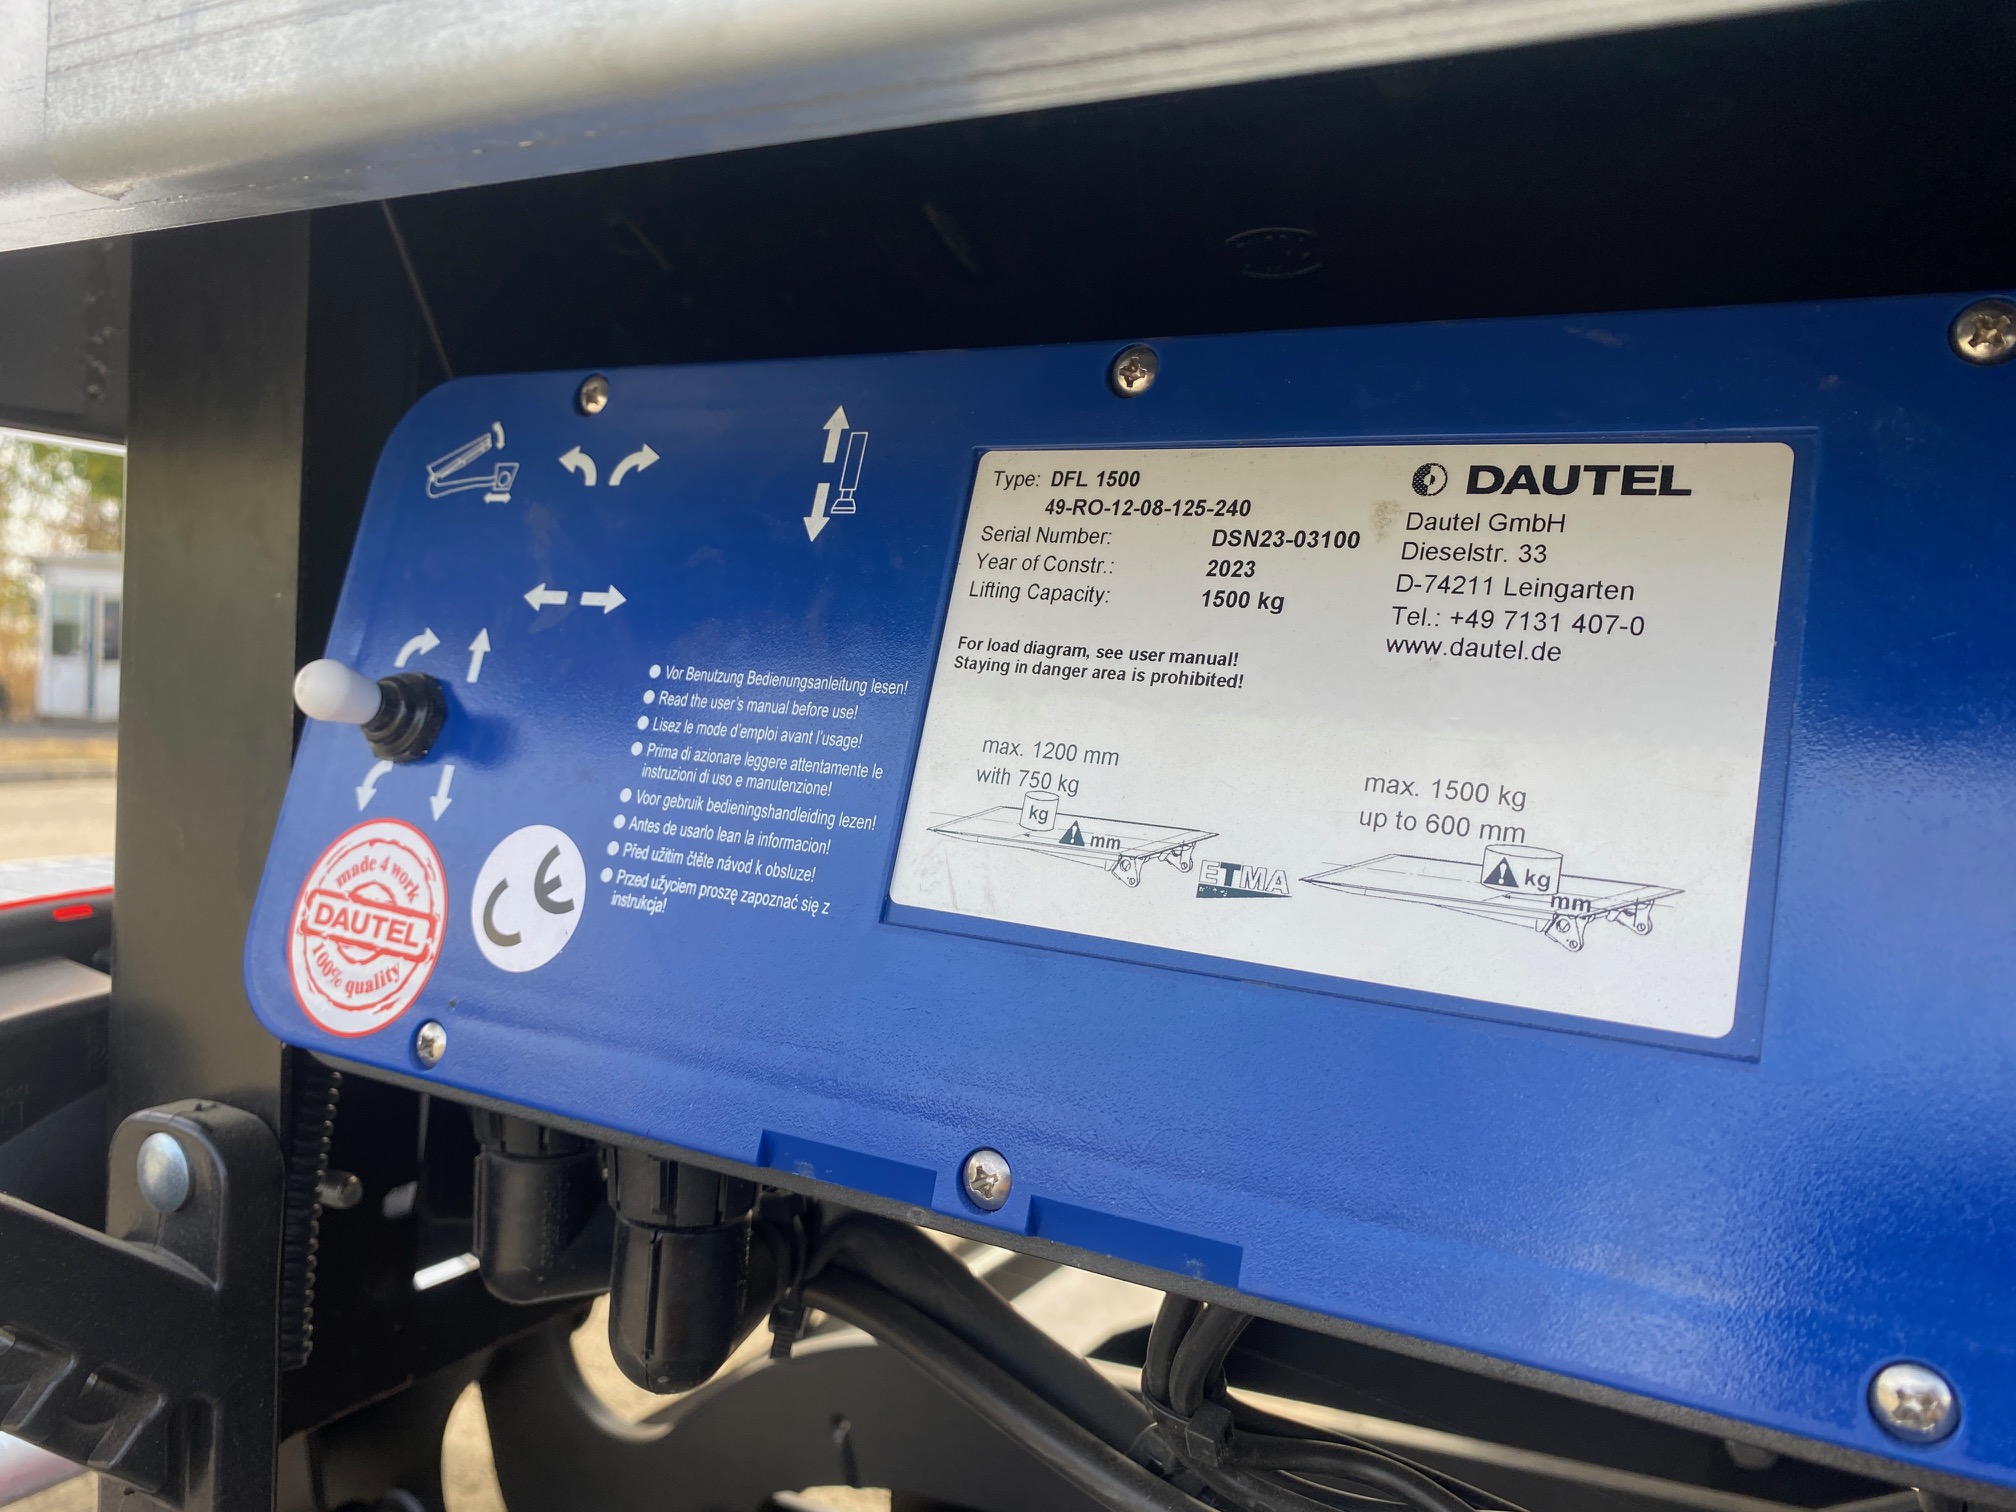 Type: DFL 1500
49-RO-12-08-125-240
Serial Number: DSN23-03100
Year of Constr.: 2023
Lifting Capacity: 1500 kg
For load diagram, see user manual!
Staying in danger area is prohibited!
DAUTEL
Dautel GmbH
Dieselstr. 33
D-74211 Leingarten
Tel.: +49 7131 407-0
www.dautel.de
max. 1200 mm
with 750 kg
kg
mm
ETMA
max. 1500 kg
up to 600 mm
kg
mm
Vor Benutzung Bedienungsanleitung lesen!
Read the user's manual before use!
Lisez le mode d'emploi avant l'usage!
Prima di azionare leggere attentamente le
instruzioni di uso e manutenzione!
Voor gebruik bedieningshandleiding lezen!
Antes de usarlo lean la informacion!
Před užitim čtěte návod k obsluze!
Przed użyciem proszę zapoznać się z
instrukcja!
made 4 work
DAUTEL
100% quality
CE